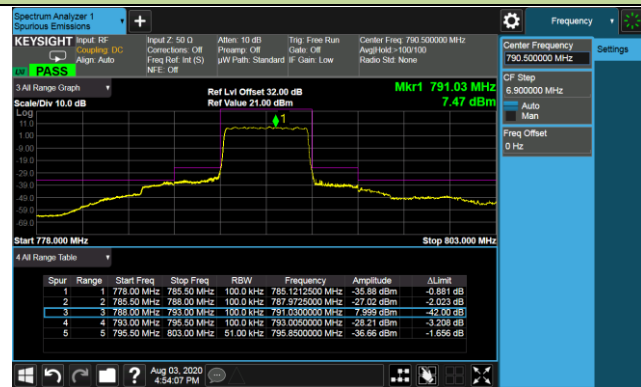 Spectrum Analyzer 1
Spurious Emissions
Frequency
KEYSIGHT Input: RF Input Z: 50 Ω Atten: 10 dB Trig: Free Run Center Freq: 790.500000 MHz
Coupling: DC Corrections: Off Preamp: Off Gate: Off Avg|Hold:>100/100
Align: Auto Freq Ref: Int (S) µW Path: Standard IF Gain: Low Radio Std: None
NFE: Off
PASS
Center Frequency
790.500000 MHz
Settings
CF Step
6.900000 MHz
Auto
Man
Freq Offset
0 Hz
3 All Range Graph
Ref Lvl Offset 32.00 dB
Mkr1 791.03 MHz
Scale/Div 10.0 dB
Ref Value 21.00 dBm
7.47 dBm
Log
1
11.0
1.00
-9.00
-19.0
-29.0
-39.0
-49.0
-59.0
-69.0
Start 778.000 MHz
Stop 803.000 MHz
4 All Range Table
Spur Range Start Freq Stop Freq RBW Frequency Amplitude ΔLimit
1 1 778.00 MHz 785.50 MHz 100.0 kHz 785.1212500 MHz -35.88 dBm -0.881 dB
2 2 785.50 MHz 788.00 MHz 100.0 kHz 787.9725000 MHz -27.02 dBm -2.023 dB
3 3 788.00 MHz 793.00 MHz 100.0 kHz 791.0300000 MHz 7.999 dBm -42.00 dB
4 4 793.00 MHz 795.50 MHz 100.0 kHz 793.0050000 MHz -28.21 dBm -3.208 dB
5 5 795.50 MHz 803.00 MHz 51.00 kHz 795.8500000 MHz -36.66 dBm -1.656 dB
Aug 03, 2020
4:54:07 PM